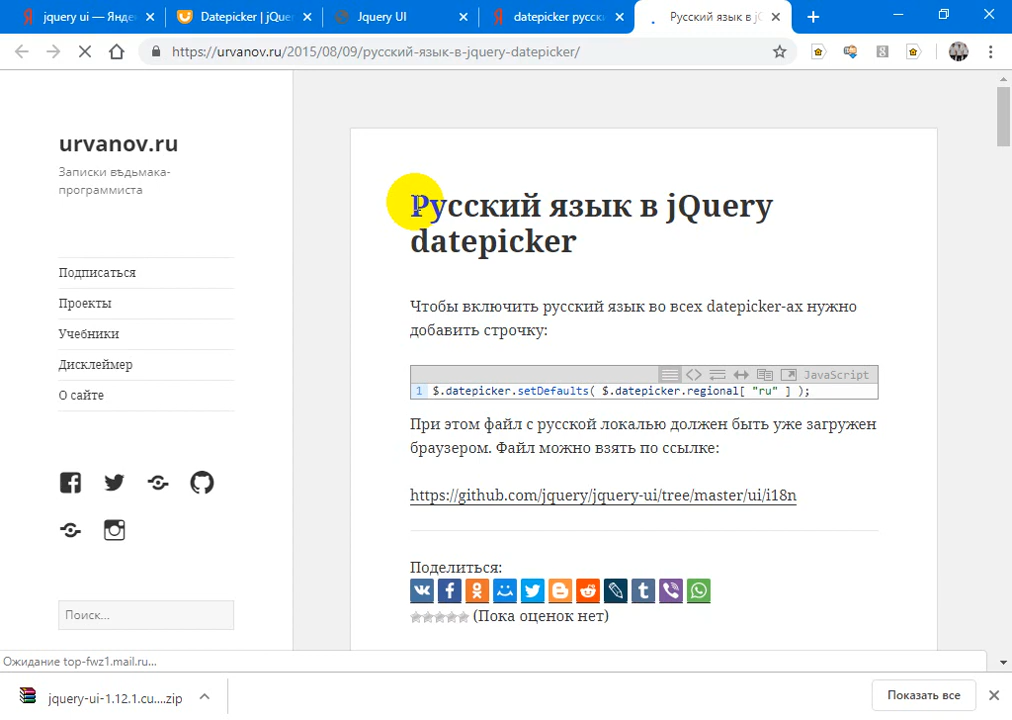 jquery ui — Янде
Datepicker | jQue
Jquery UI
datepicker русск
Русский язык в jQ
https://urvanov.ru/2015/08/09/русский-язык-в-jquery-datepicker/
urvanov.ru
Записки вѣдьмака-
программиста
Подписаться
Проекты
Учебники
Дисклеймер
О сайте
Поиск...
Русский язык в jQuery
datepicker
Чтобы включить русский язык во всех datepicker-ах нужно
добавить строчку:
JavaScript
1 $.datepicker.setDefaults( $.datepicker.regional[ "ru" ] );
При этом файл с русской локалью должен быть уже загружен
браузером. Файл можно взять по ссылке:
https://github.com/jquery/jquery-ui/tree/master/ui/i18n
Поделиться:
(Пока оценок нет)
Ожидание top-fwz1.mail.ru...
jquery-ui-1.12.1.cu....zip
Показать все